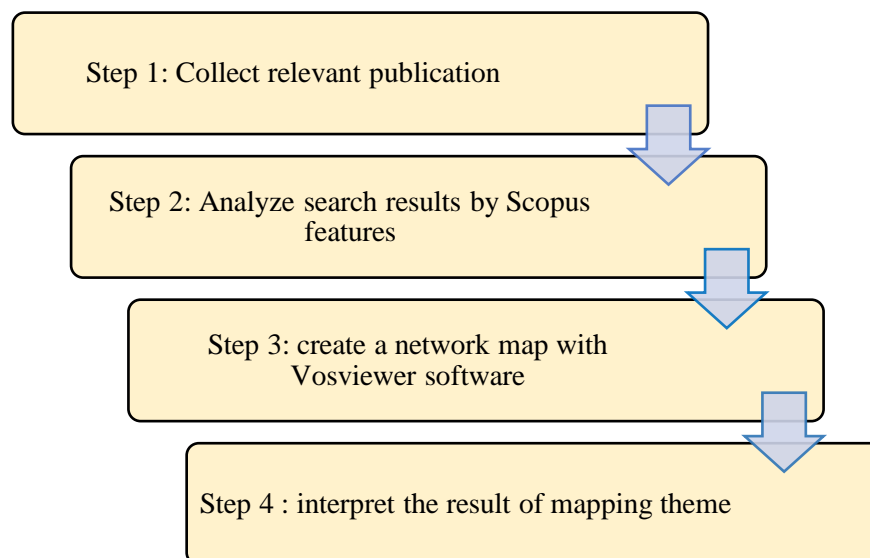 Step 1: Collect relevant publication
Step 2: Analyze search results by Scopus
features
Step 3: create a network map with
Vosviewer software
Step 4 : interpret the result of mapping theme